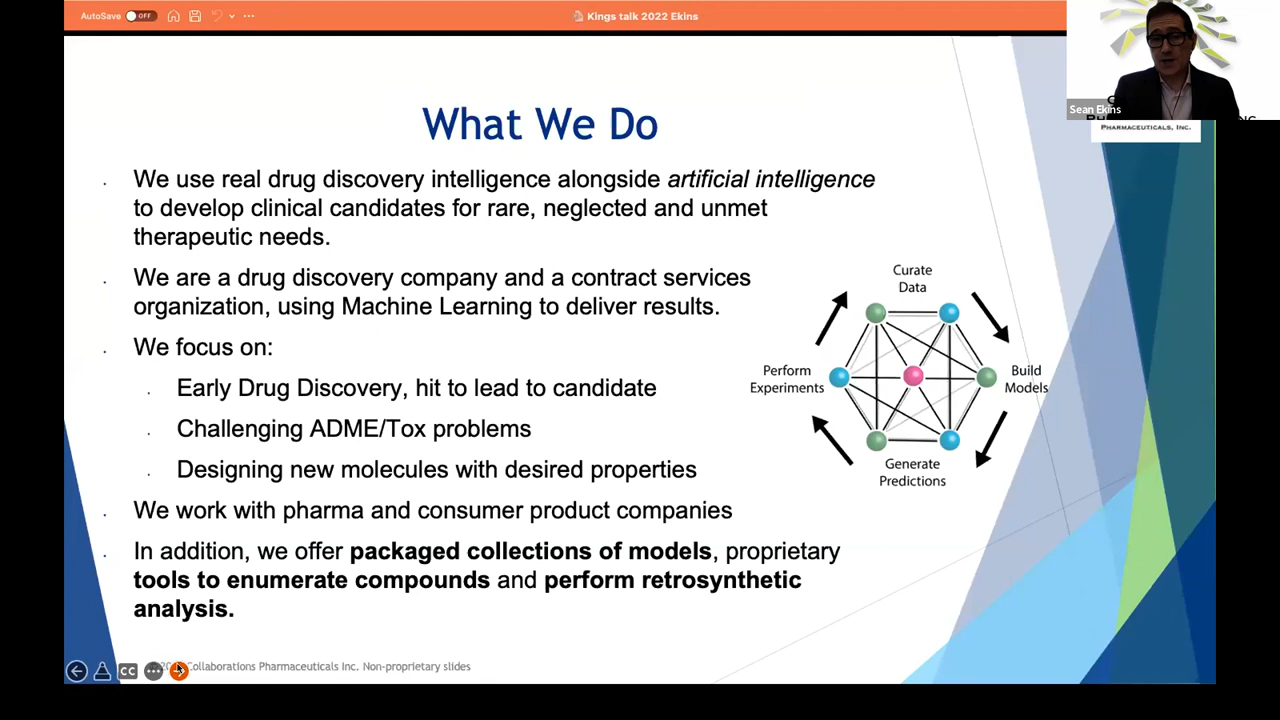 AutoSave OFF
Kings talk 2022 Ekins
Sean Ekins
PHARMACEUTICALS, INC.
What We Do
We use real drug discovery intelligence alongside artificial intelligence
to develop clinical candidates for rare, neglected and unmet
therapeutic needs.
We are a drug discovery company and a contract services
organization, using Machine Learning to deliver results.
We focus on:
Early Drug Discovery, hit to lead to candidate
Challenging ADME/Tox problems
Designing new molecules with desired properties
We work with pharma and consumer product companies
In addition, we offer packaged collections of models, proprietary
tools to enumerate compounds and perform retrosynthetic
analysis.
Curate
Data
Build
Models
Generate
Predictions
Perform
Experiments
CC
Collaborations Pharmaceuticals Inc. Non-proprietary slides